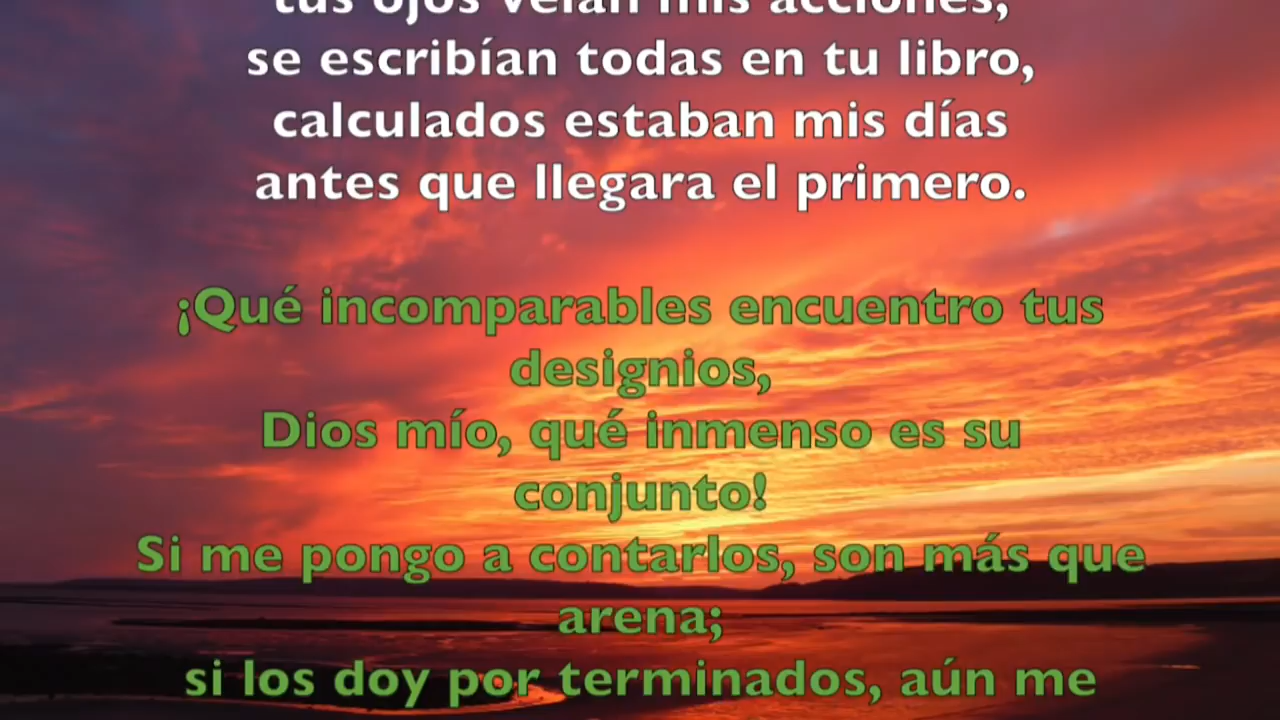 tus ojos veían mis acciones,
se escribían todas en tu libro,
calculados estaban mis días
antes que llegara el primero.
¡Qué incomparables encuentro tus
designios,
Dios mío, qué inmenso es su
conjunto!
Si me pongo a contarlos, son más que
arena;
si los doy por terminados, aún me